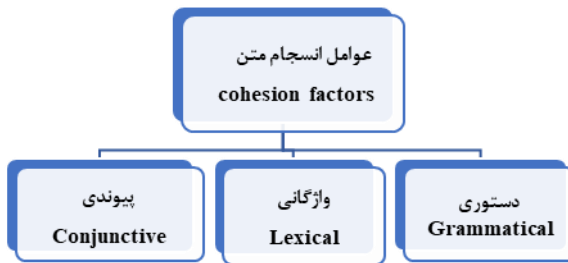 عوامل انسجام متن
cohesion factors
دستوری
Grammatical
واژگانی
Lexical
پیوندی
Conjunctive